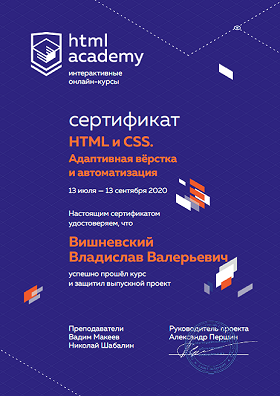 html
academy
интерактивные
онлайн-курсы
сертификат
HTML и CSS.
Адаптивная вёрстка
и автоматизация
13 июля — 13 сентября 2020
Настоящим сертификатом
удостоверяем, что
Вишневский
Владислав Валерьевич
успешно прошёл курс
и защитил выпускной проект
Преподаватели
Вадим Макеев
Николай Шабалин
Руководитель проекта
Александр Першин